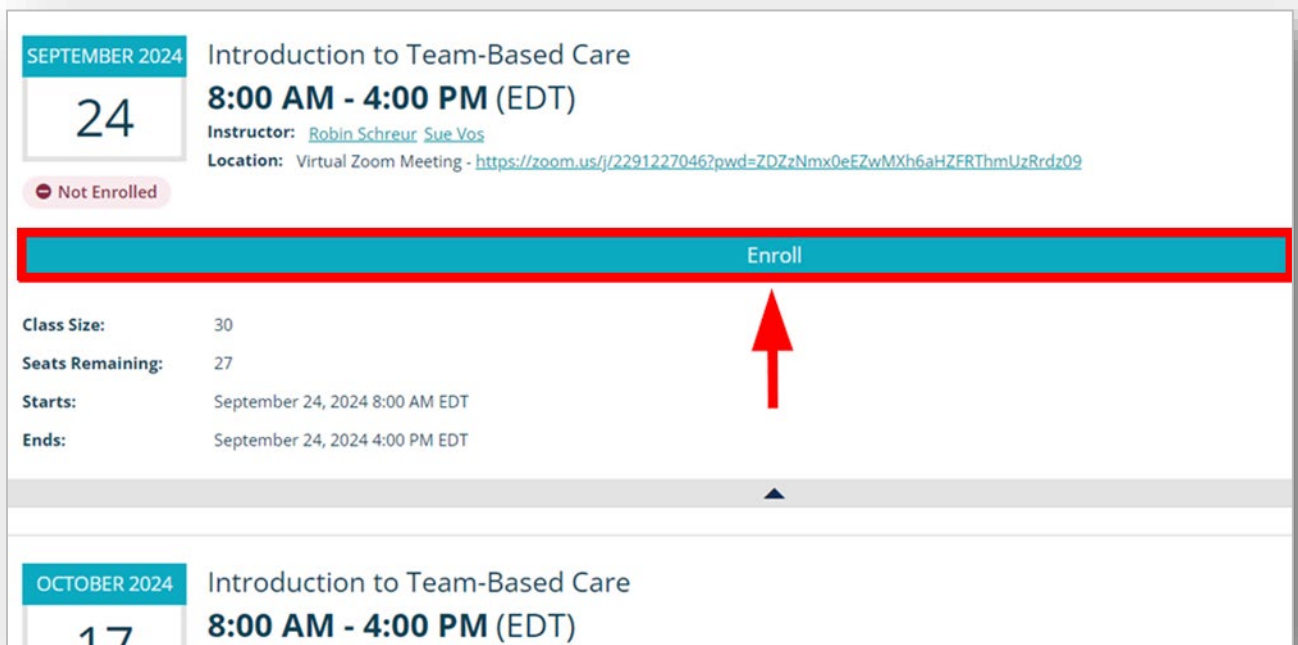 SEPTEMBER 2024
24
Not Enrolled
Introduction to Team-Based Care
8:00 AM - 4:00 PM (EDT)
Instructor: Robin Schreur Sue Vos
Location: Virtual Zoom Meeting - https://zoom.us/j/2291227046?pwd=ZDZzNmx0eEZwMXh6aHZFRThmUzRrdz09
Enroll
Class Size: 30
Seats Remaining: 27
Starts: September 24, 2024 8:00 AM EDT
Ends: September 24, 2024 4:00 PM EDT
OCTOBER 2024
17
Introduction to Team-Based Care
8:00 AM - 4:00 PM (EDT)